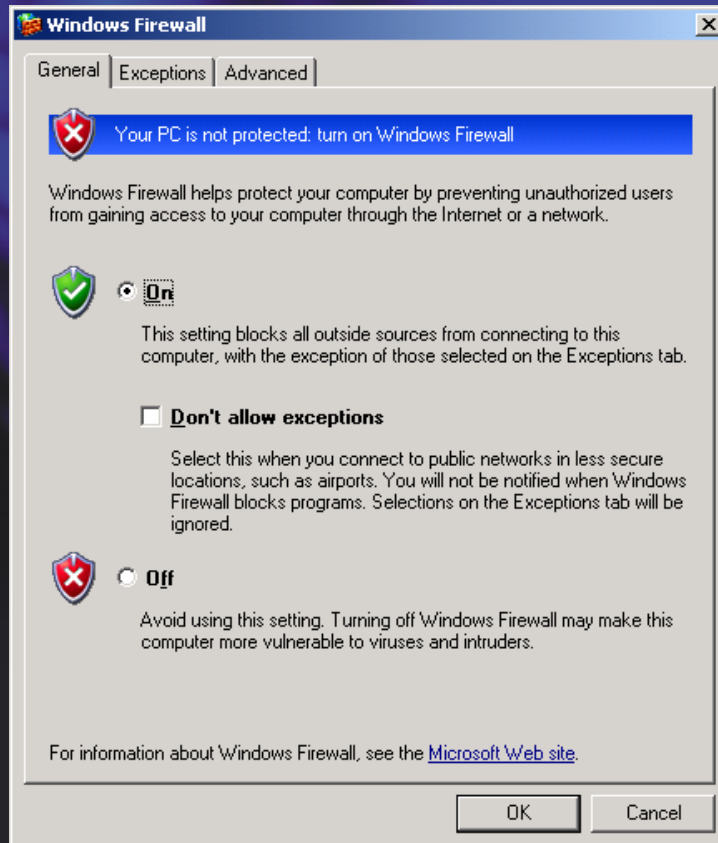 Windows Firewall
General Exceptions Advanced
Your PC is not protected: turn on Windows Firewall
Windows Firewall helps protect your computer by preventing unauthorized users
from gaining access to your computer through the Internet or a network.
On
This setting blocks all outside sources from connecting to this
computer, with the exception of those selected on the Exceptions tab.
Don't allow exceptions
Select this when you connect to public networks in less secure
locations, such as airports. You will not be notified when Windows
Firewall blocks programs. Selections on the Exceptions tab will be
ignored.
Off
Avoid using this setting. Turning off Windows Firewall may make this
computer more vulnerable to viruses and intruders.
For information about Windows Firewall, see the Microsoft Web site.
OK Cancel